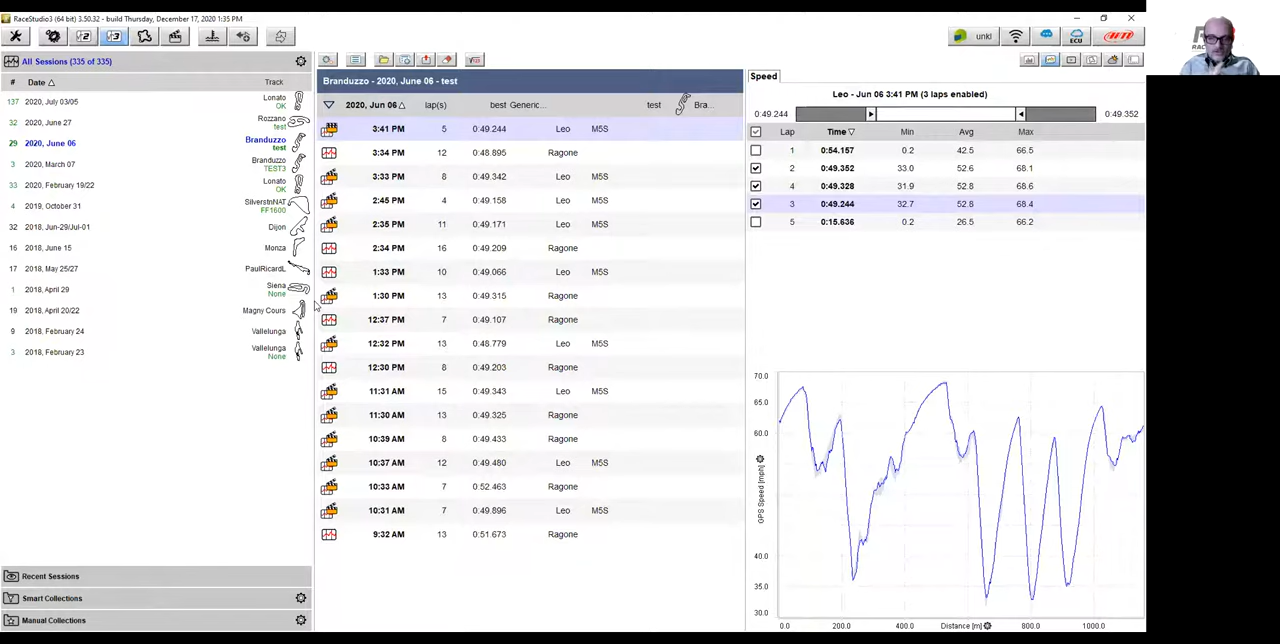 RaceStudio3 (64 bit) 3.50.32 - build Thursday, December 17, 2020 1:35 PM
unkl ECU AiM
All Sessions (335 of 335)
# Date Track
137 2020, July 03/05 Lonato OK
32 2020, June 27 Rozzano test
29 2020, June 06 Branduzzo test
3 2020, March 07 Branduzzo TEST3
33 2020, February 19/22 Lonato OK
4 2019, October 31 SilverstnNAT FF1600
32 2018, Jun-29/Jul-01 Dijon
16 2018, June 15 Monza
17 2018, May 25/27 PaulRicardL
1 2018, April 29 Siena None
19 2018, April 20/22 Magny Cours
9 2018, February 24 Vallelunga
3 2018, February 23 Vallelunga None
Recent Sessions
Smart Collections
Manual Collections
Branduzzo - 2020, June 06 - test
2020, Jun 06 lap(s) best Generic... test Bra...
3:41 PM 5 0:49.244 Leo M5S
3:34 PM 12 0:48.895 Ragone
3:33 PM 8 0:49.342 Leo M5S
2:45 PM 4 0:49.158 Leo M5S
2:35 PM 11 0:49.171 Leo M5S
2:34 PM 16 0:49.209 Ragone
1:33 PM 10 0:49.066 Leo M5S
1:30 PM 13 0:49.315 Ragone
12:37 PM 7 0:49.107 Ragone
12:32 PM 13 0:48.779 Leo M5S
12:30 PM 8 0:49.203 Ragone
11:31 AM 15 0:49.343 Leo M5S
11:30 AM 13 0:49.325 Ragone
10:39 AM 8 0:49.433 Ragone
10:37 AM 12 0:49.480 Leo M5S
10:33 AM 7 0:52.463 Ragone
10:31 AM 7 0:49.896 Leo M5S
9:32 AM 13 0:51.673 Ragone
Speed
Leo - Jun 06 3:41 PM (3 laps enabled)
0:49.244 0:49.352
Lap Time Min Avg Max
1 0:54.157 0.2 42.5 66.5
2 0:49.352 33.0 52.6 68.1
4 0:49.328 31.9 52.8 68.6
3 0:49.244 32.7 52.8 68.4
5 0:15.636 0.2 26.5 66.2
70.0
65.0
60.0
GPS Speed [mph]
40.0
35.0
30.0
0.0 200.0 400.0 Distance [m] 800.0 1000.0